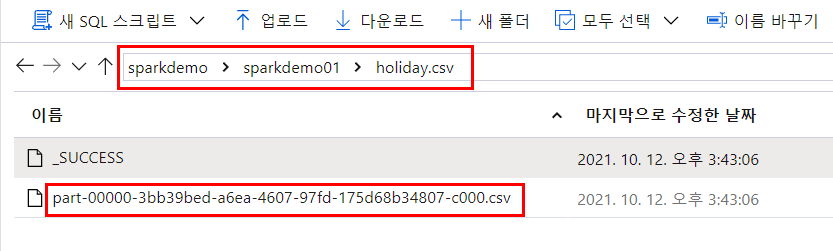 새 SQL 스크립트 업로드 다운로드 새 폴더 모두 선택 이름 바꾸기
sparkdemo > sparkdemo01 > holiday.csv
이름 마지막으로 수정한 날짜
_SUCCESS 2021. 10. 12. 오후 3:43:06
part-00000-3bb39bed-a6ea-4607-97fd-175d68b34807-c000.csv 2021. 10. 12. 오후 3:43:06